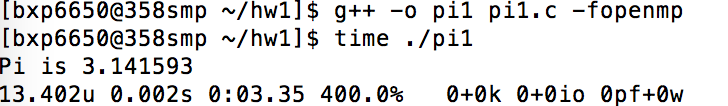 [bxp6650@358smp ~/hw1]$ g++ -o pi1 pi1.c -fopenmp
[bxp6650@358smp ~/hw1]$ time ./pi1
Pi is 3.141593
13.402u 0.002s 0:03.35 400.0%   0+0k 0+0io 0pf+0w